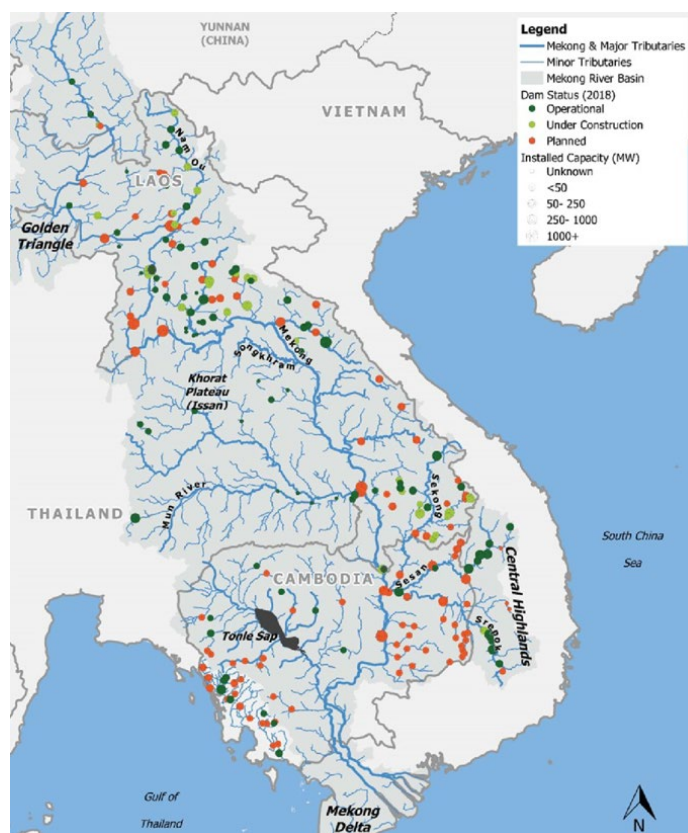 YUNNAN
(CHINA)
VIETNAM
Legend
Mekong & Major Tributaries
Minor Tributaries
Mekong River Basin
Dam Status (2018)
Operational
Under Construction
Planned
Installed Capacity (MW)
Unknown
<50
50- 250
250- 1000
1000+
Nam Ou
LAOS
Golden
Triangle
Mekong
Songkhram
Khorat
Plateau
(Issan)
Sekong
Mun River
THAILAND
South China
Sea
CAMBODIA
Sesan
Central Highlands
Tonle Sap
Srepok
Gulf of
Thailand
Mekong
Delta
N